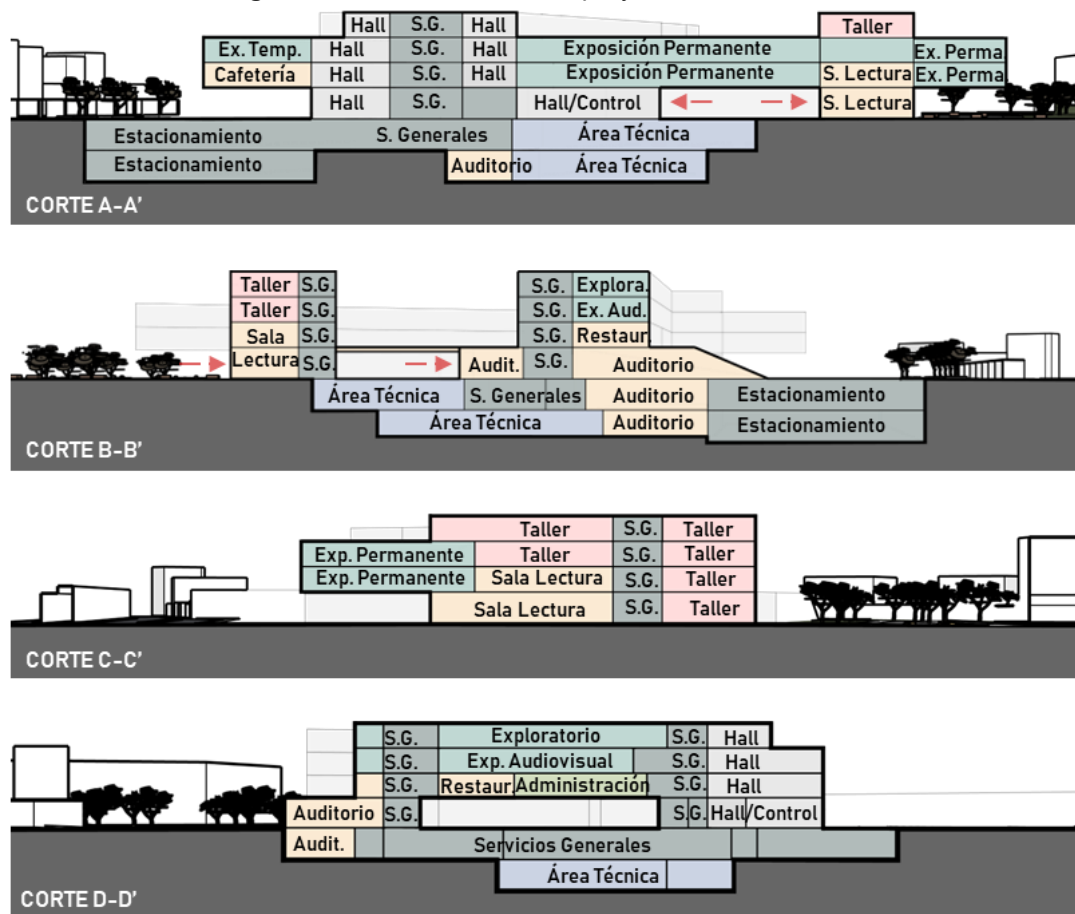 Hall S.G. Hall Taller
Ex. Temp. Hall S.G. Hall Exposición Permanente Ex. Perma
Cafetería Hall S.G. Hall Exposición Permanente S. Lectura Ex. Perma
Hall S.G. Hall/Control S. Lectura
Estacionamiento S. Generales Área Técnica
Estacionamiento Auditorio Área Técnica
CORTE A-A’
Taller S.G. S.G. Explora.
Taller S.G. S.G. Ex. Aud.
Sala S.G. Restaur.
Lectura S.G. Audit. S.G. Auditorio
Área Técnica S. Generales Auditorio Estacionamiento
Área Técnica Auditorio Estacionamiento
CORTE B-B’
Taller S.G. Taller
Exp. Permanente Taller S.G. Taller
Exp. Permanente Sala Lectura S.G. Taller
Sala Lectura S.G. Taller
CORTE C-C’
S.G. Exploratorio S.G. Hall
S.G. Exp. Audiovisual S.G. Hall
S.G. Restaur. Administración S.G. Hall
Auditorio S.G. S.G. Hall/Control
Audit. Servicios Generales
Área Técnica
CORTE D-D’